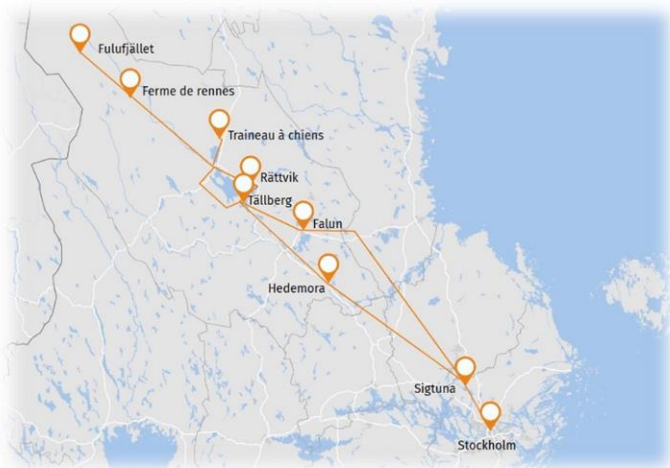 Fulufjället
Ferme de rennes
Traineau à chiens
Rättvik
Tällberg
Falun
Hedemora
Sigtuna
Stockholm